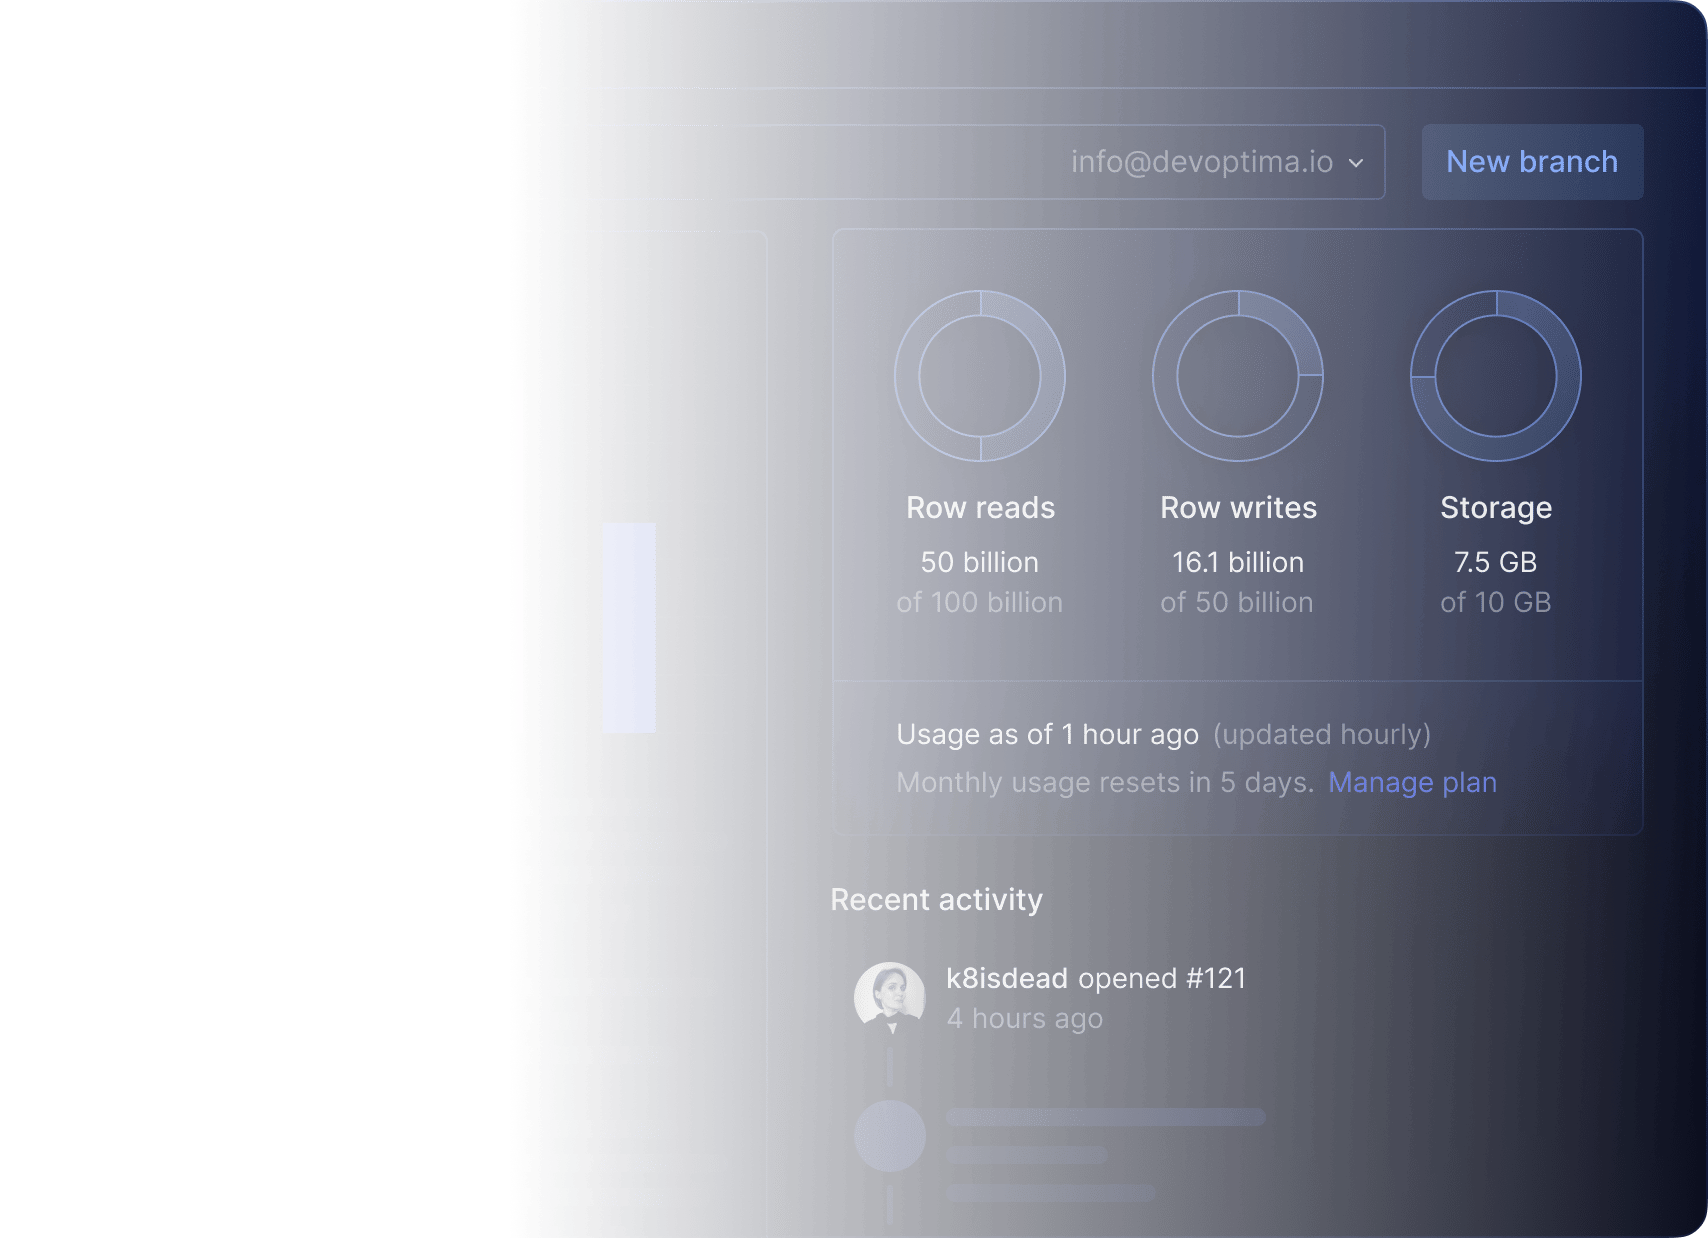 info@devoptima.io
New branch
Row reads
50 billion
of 100 billion
Row writes
16.1 billion
of 50 billion
Storage
7.5 GB
of 10 GB
Usage as of 1 hour ago (updated hourly)
Monthly usage resets in 5 days. Manage plan
Recent activity
k8isdead opened #121
4 hours ago